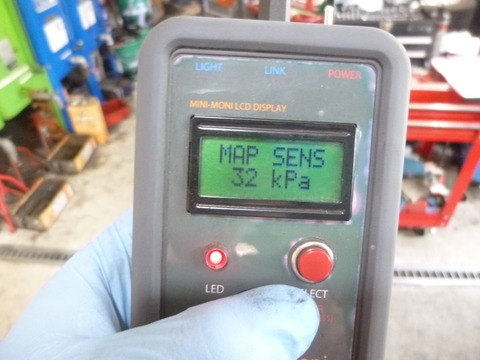 LIGHT LINK POWER
MINI-MONI LCD DISPLAY
MAP SENS
32 kPa
LED